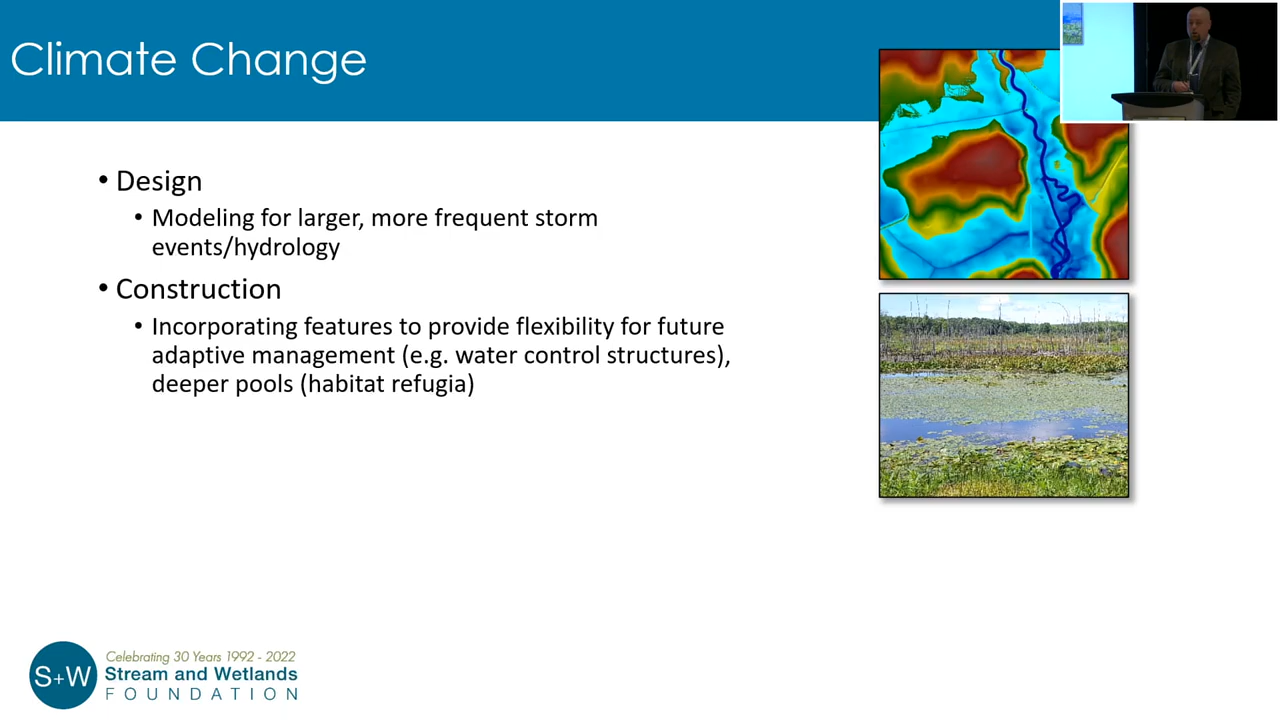 Climate Change
• Design
• Modeling for larger, more frequent storm
events/hydrology
• Construction
• Incorporating features to provide flexibility for future
adaptive management (e.g. water control structures),
deeper pools (habitat refugia)
S+W
Celebrating 30 Years 1992 - 2022
Stream and Wetlands
FOUNDATION